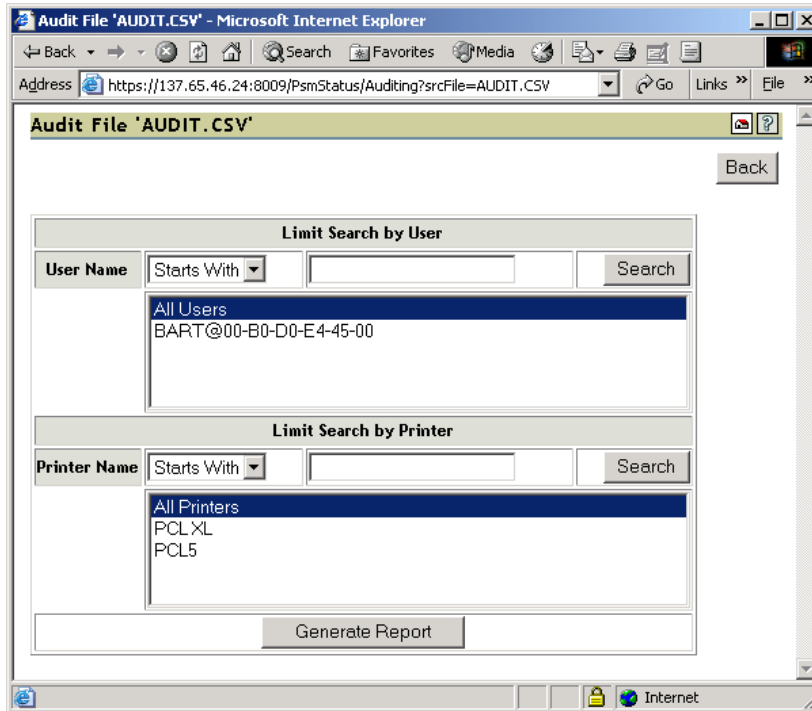 Audit File 'AUDIT.CSV' - Microsoft Internet Explorer
Back Search Favorites Media
Address https://137.65.46.24:8009/PsmStatus/Auditing?srcFile=AUDIT.CSV Go Links » File »
Audit File 'AUDIT.CSV' ?
Back
Limit Search by User
User Name Starts With Search
All Users
BART@00-B0-D0-E4-45-00
Limit Search by Printer
Printer Name Starts With Search
All Printers
PCL XL
PCL5
Generate Report
Internet